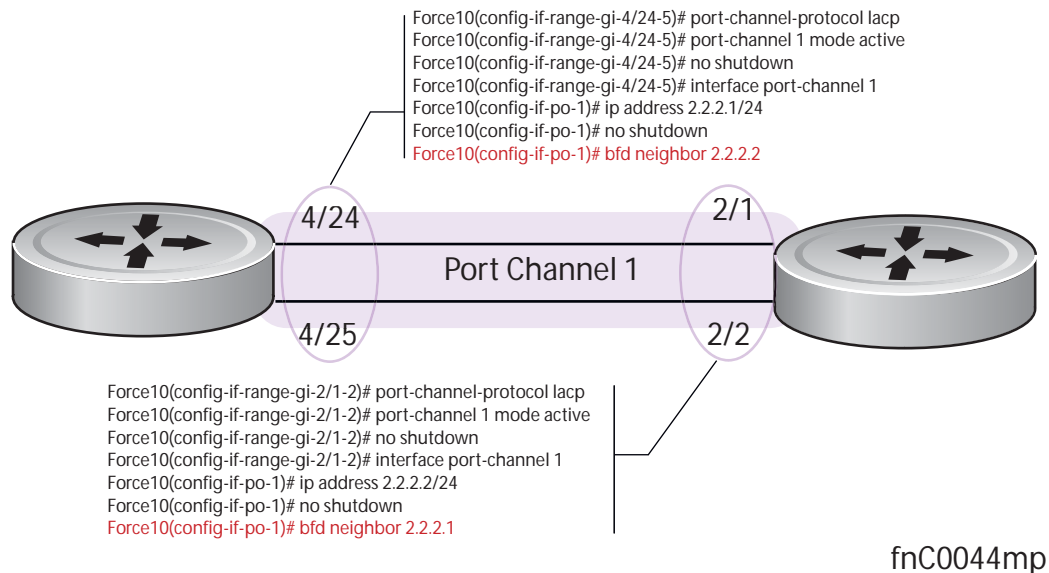 Force10(config-if-range-gi-4/24-5)# port-channel-protocol lacp
Force10(config-if-range-gi-4/24-5)# port-channel 1 mode active
Force10(config-if-range-gi-4/24-5)# no shutdown
Force10(config-if-range-gi-4/24-5)# interface port-channel 1
Force10(config-if-po-1)# ip address 2.2.2.1/24
Force10(config-if-po-1)# no shutdown
Force10(config-if-po-1)# bfd neighbor 2.2.2.2
4/24
2/1
Port Channel 1
4/25
2/2
Force10(config-if-range-gi-2/1-2)# port-channel-protocol lacp
Force10(config-if-range-gi-2/1-2)# port-channel 1 mode active
Force10(config-if-range-gi-2/1-2)# no shutdown
Force10(config-if-range-gi-2/1-2)# interface port-channel 1
Force10(config-if-po-1)# ip address 2.2.2.2/24
Force10(config-if-po-1)# no shutdown
Force10(config-if-po-1)# bfd neighbor 2.2.2.1
fnC0044mp